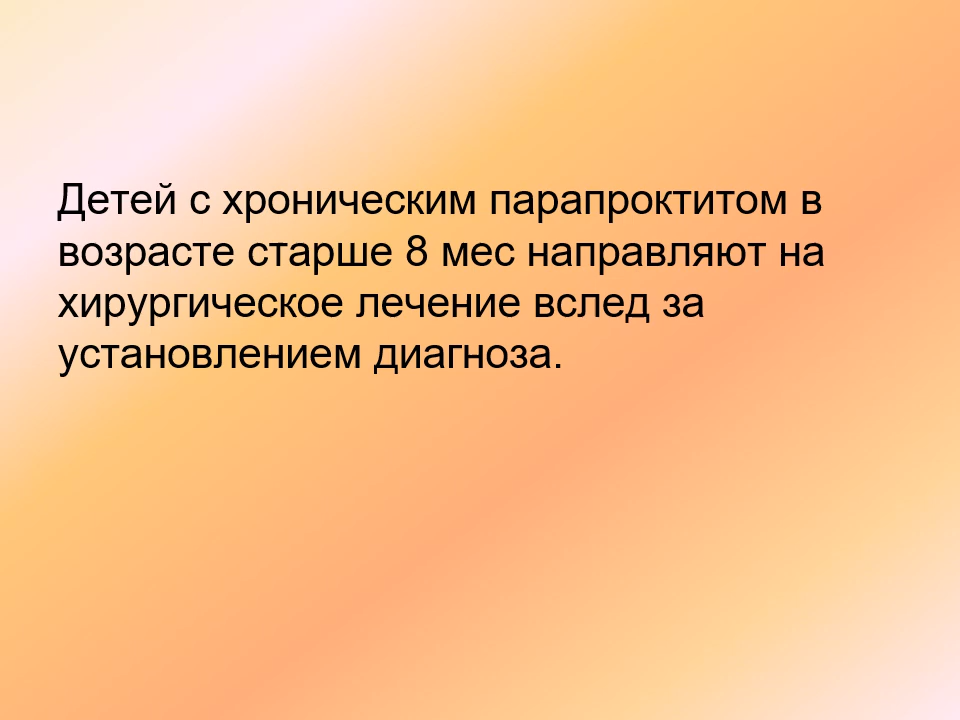 Детей с хроническим парапроктитом в
возрасте старше 8 мес направляют на
хирургическое лечение вслед за
установлением диагноза.